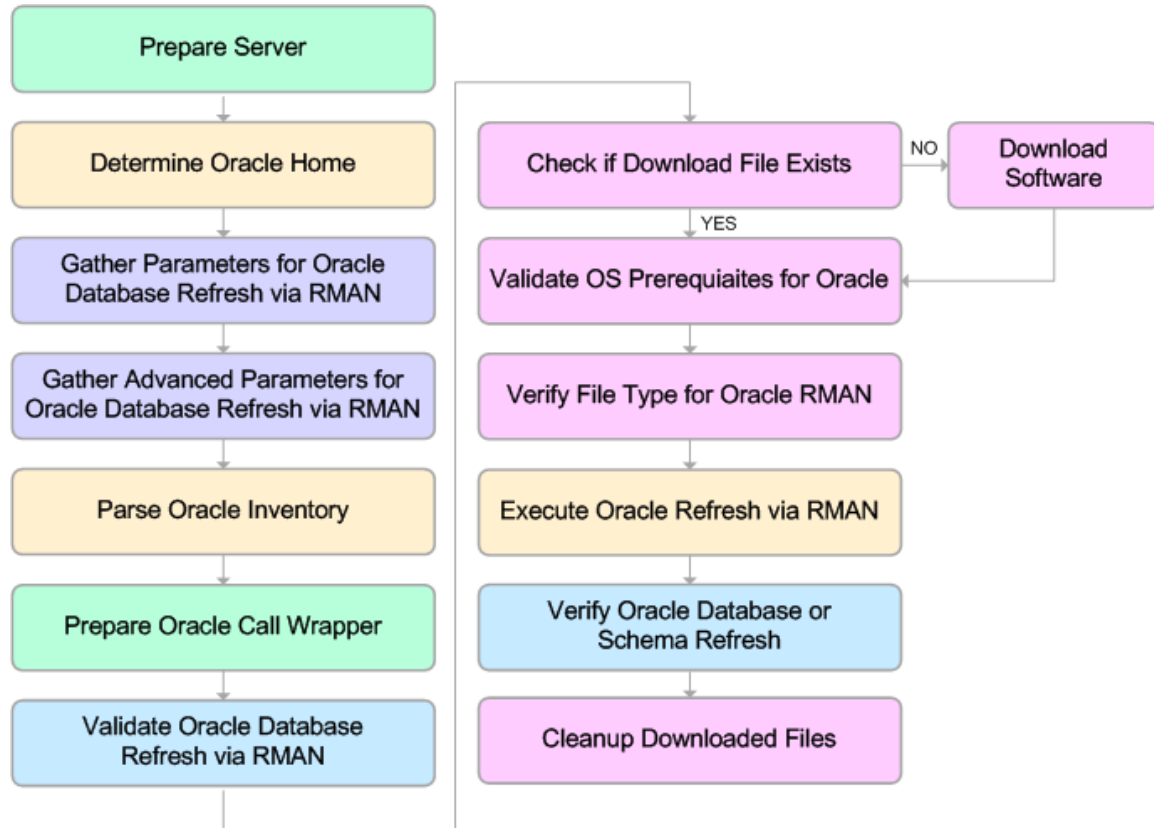 Prepare Server
Determine Oracle Home
Gather Parameters for Oracle
Database Refresh via RMAN
Gather Advanced Parameters for
Oracle Database Refresh via RMAN
Parse Oracle Inventory
Prepare Oracle Call Wrapper
Validate Oracle Database
Refresh via RMAN
Check if Download File Exists
NO
Download
Software
YES
Validate OS Prerequiaites for Oracle
Verify File Type for Oracle RMAN
Execute Oracle Refresh via RMAN
Verify Oracle Database or
Schema Refresh
Cleanup Downloaded Files